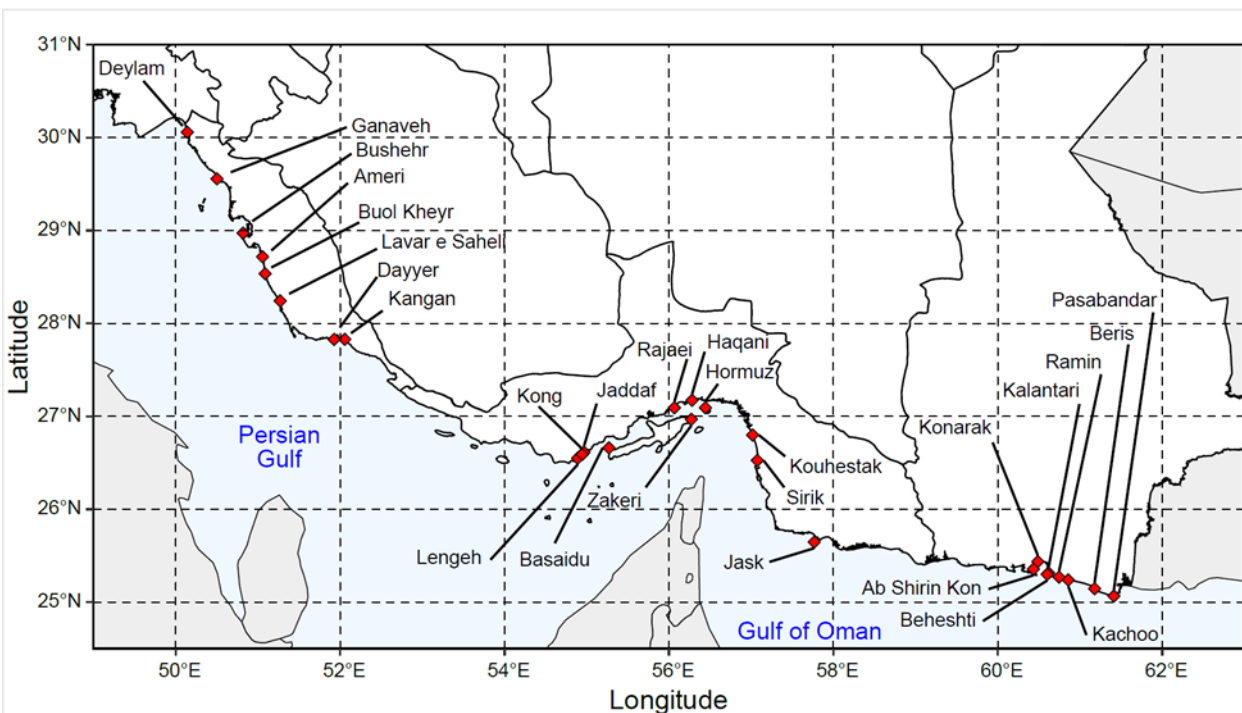 31°N
30°N
29°N
28°N
27°N
26°N
25°N
Latitude
Deylam
Ganaveh
Bushehr
Ameri
Buol Kheyr
Lavar e Saheli
Dayyer
Kangan
Pasabandar
Beris
Ramin
Kalantari
Konarak
Rajaei
Haqani
Hormuz
Kong
Jaddaf
Persian
Gulf
Kouhestak
Sirik
Zakeri
Lengeh
Basaidu
Jask
Ab Shirin Kon
Beheshti
Kachoo
Gulf of Oman
50°E
52°E
54°E
56°E
58°E
60°E
62°E
Longitude